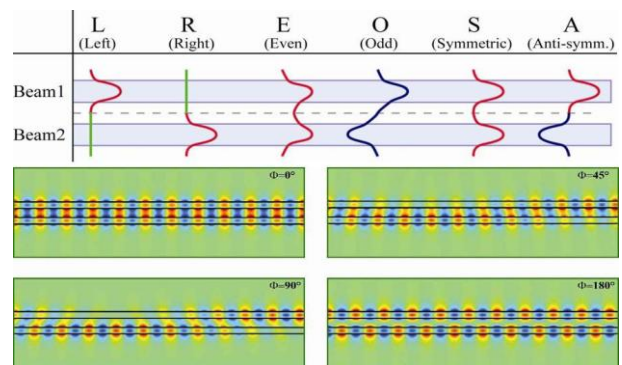 L R E O S A
(Left) (Right) (Even) (Odd) (Symmetric) (Anti-symm.)
Beam1
Beam2
Φ=0°
Φ=45°
Φ=90°
Φ=180°